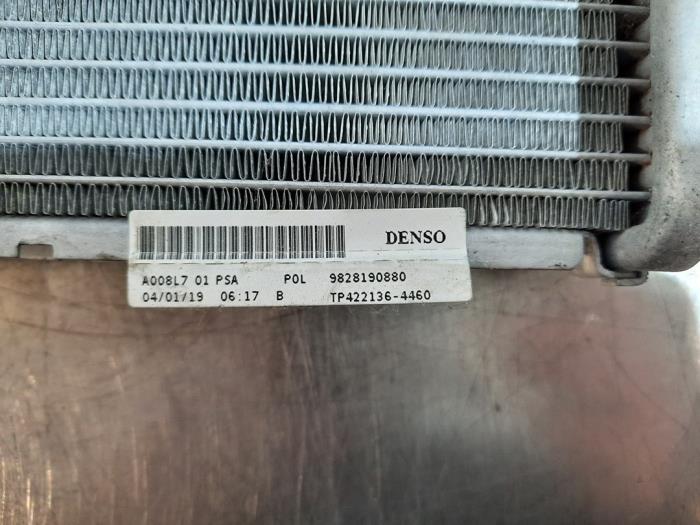 DENSO
A008L7 01 PSA POL 9828190880
04/01/19 06:17 B TP422136-4460